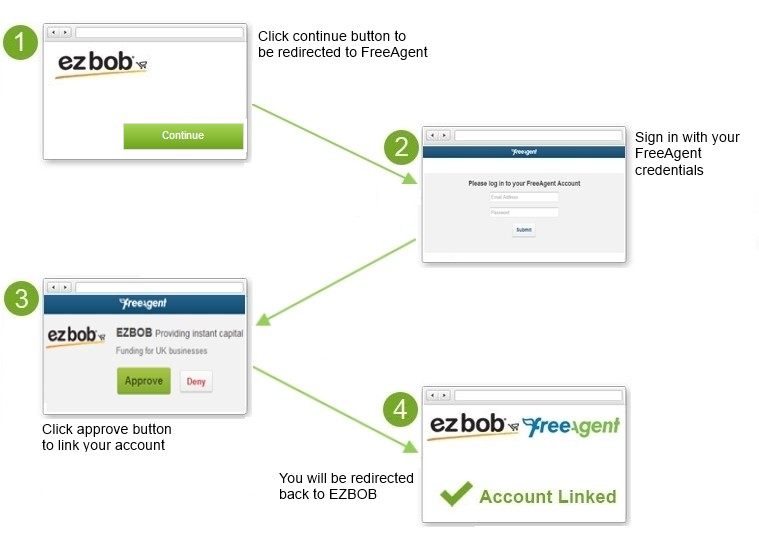 1
ezbob
Continue
Click continue button to
be redirected to FreeAgent
2
freeagent
Please log in to your FreeAgent Account
Email Address
Password
Submit
Sign in with your
FreeAgent
credentials
3
freeagent
ezbob
EZBOB Providing instant capital
Funding for UK businesses
Approve
Deny
Click approve button
to link your account
4
ezbob freeagent
Account Linked
You will be redirected
back to EZBOB